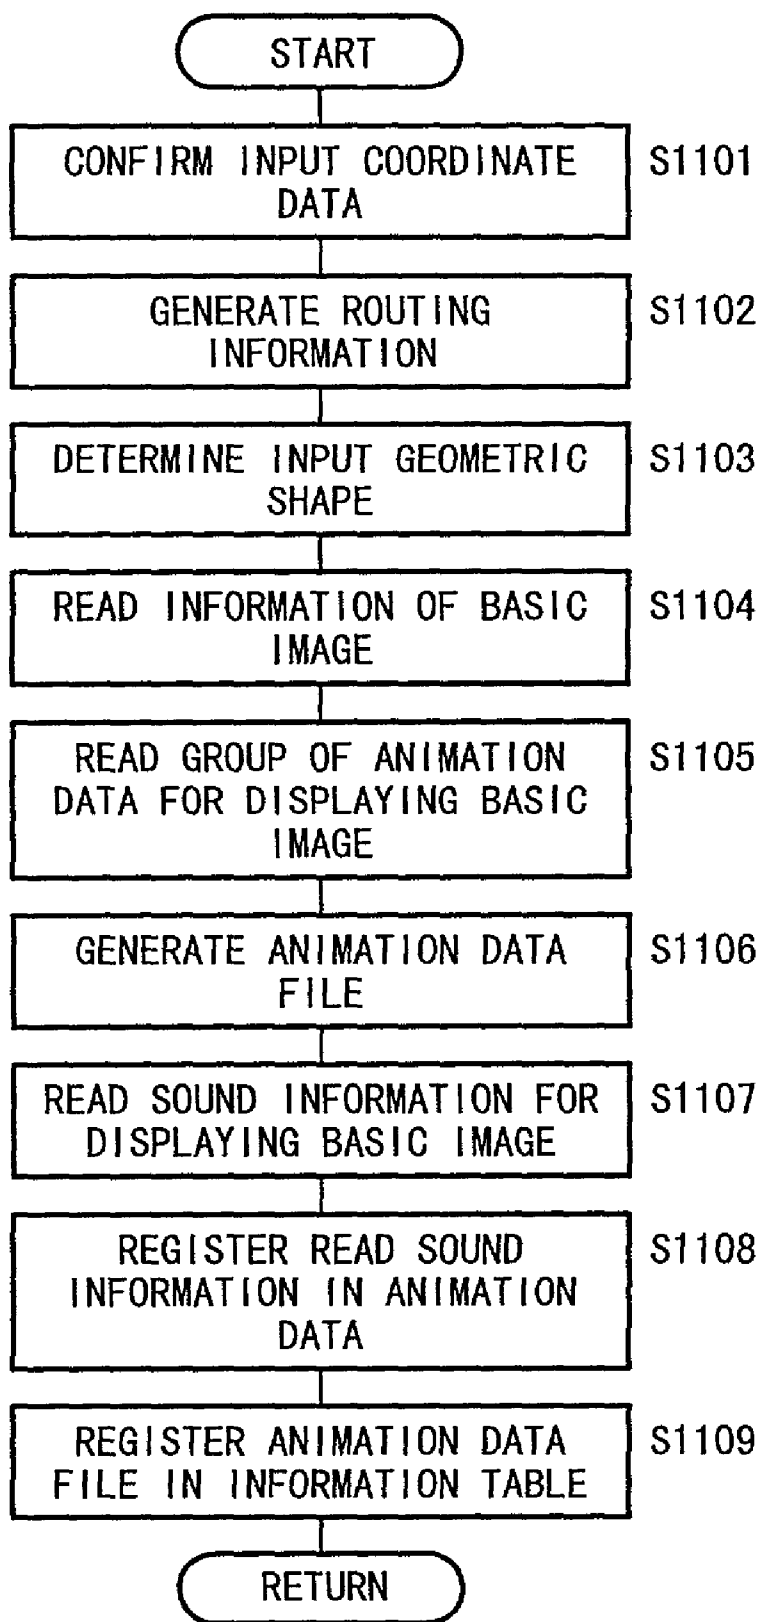 START
CONFIRM INPUT COORDINATE
DATA
S1101
GENERATE ROUTING
INFORMATION
S1102
DETERMINE INPUT GEOMETRIC
SHAPE
S1103
READ INFORMATION OF BASIC
IMAGE
S1104
READ GROUP OF ANIMATION
DATA FOR DISPLAYING BASIC
IMAGE
S1105
GENERATE ANIMATION DATA
FILE
S1106
READ SOUND INFORMATION FOR
DISPLAYING BASIC IMAGE
S1107
REGISTER READ SOUND
INFORMATION IN ANIMATION
DATA
S1108
REGISTER ANIMATION DATA
FILE IN INFORMATION TABLE
S1109
RETURN